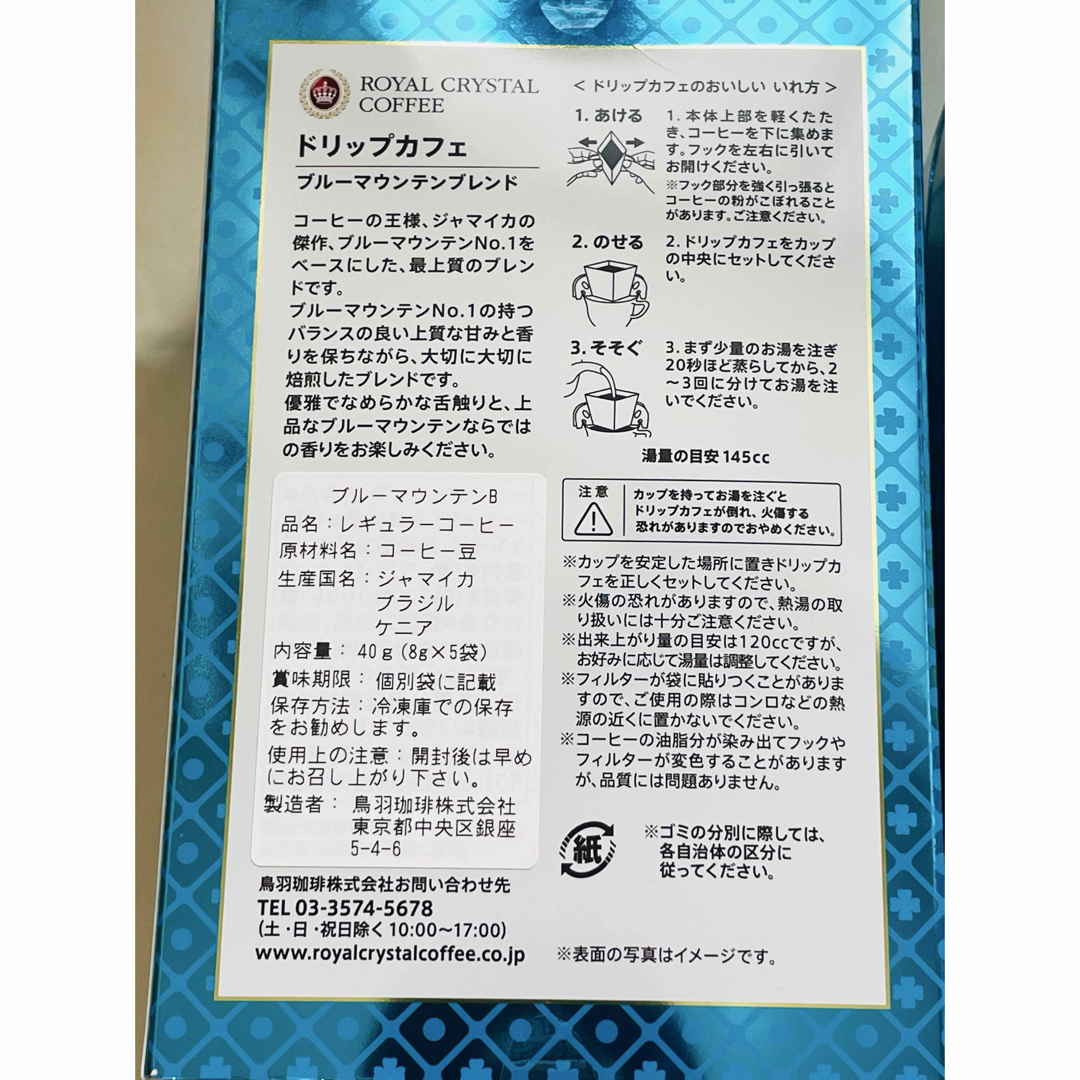 ROYAL CRYSTAL
COFFEE
ドリップカフェ
ブルーマウンテンブレンド
コーヒーの王様、ジャマイカの
傑作、ブルーマウンテンNo.1を
ベースにした、最上質のブレン
ドです。
ブルーマウンテンNo.1の持つ
バランスの良い上質な甘みと香
りを保ちながら、大切に大切に
焙煎したブレンドです。
優雅でなめらかな舌触りと、上
品なブルーマウンテンならでは
の香りをお楽しみください。
ブルーマウンテンB
品名：レギュラーコーヒー
原材料名：コーヒー豆
生産国名：ジャマイカ
ブラジル
ケニア
内容量：40g(8g×5袋)
賞味期限：個別袋に記載
保存方法：冷凍庫での保存
をお勧めします。
使用上の注意：開封後は早め
にお召し上がり下さい。
製造者：鳥羽珈琲株式会社
東京都中央区銀座
5-4-6
鳥羽珈琲株式会社お問い合わせ先
TEL 03-3574-5678
(土・日・祝日除く10:00～17:00)
www.royalcrystalcoffee.co.jp
＜ドリップカフェのおいしい いれ方＞
1.あける
1.本体上部を軽くたた
き、コーヒーを下に集めま
す。フックを左右に引いて
お開けください。
※フック部分を強く引っ張ると
コーヒーの粉がこぼれること
があります。ご注意ください。
2.のせる
2.ドリップカフェをカップ
の中央にセットしてくださ
い。
3.そそぐ
3.まず少量のお湯を注ぎ
20秒ほど蒸らしてから、2
～3回に分けてお湯を注
いでください。
湯量の目安145cc
注意
カップを持ってお湯を注ぐと
ドリップカフェが倒れ、火傷する
恐れがありますのでおやめください。
※カップを安定した場所に置きドリップカ
フェを正しくセットしてください。
※火傷の恐れがありますので、熱湯の取
り扱いには十分ご注意ください。
※出来上がり量の目安は120ccですが、
お好みに応じて湯量は調整してください。
※フィルターが袋に貼りつくことがありま
すので、ご使用の際はコンロなどの熱
源の近くに置かないでください。
※コーヒーの油脂分が染み出てフックや
フィルターが変色することがあります
が、品質には問題ありません。
紙
※ゴミの分別に際しては、
各自治体の区分に
従ってください。
※表面の写真はイメージです。